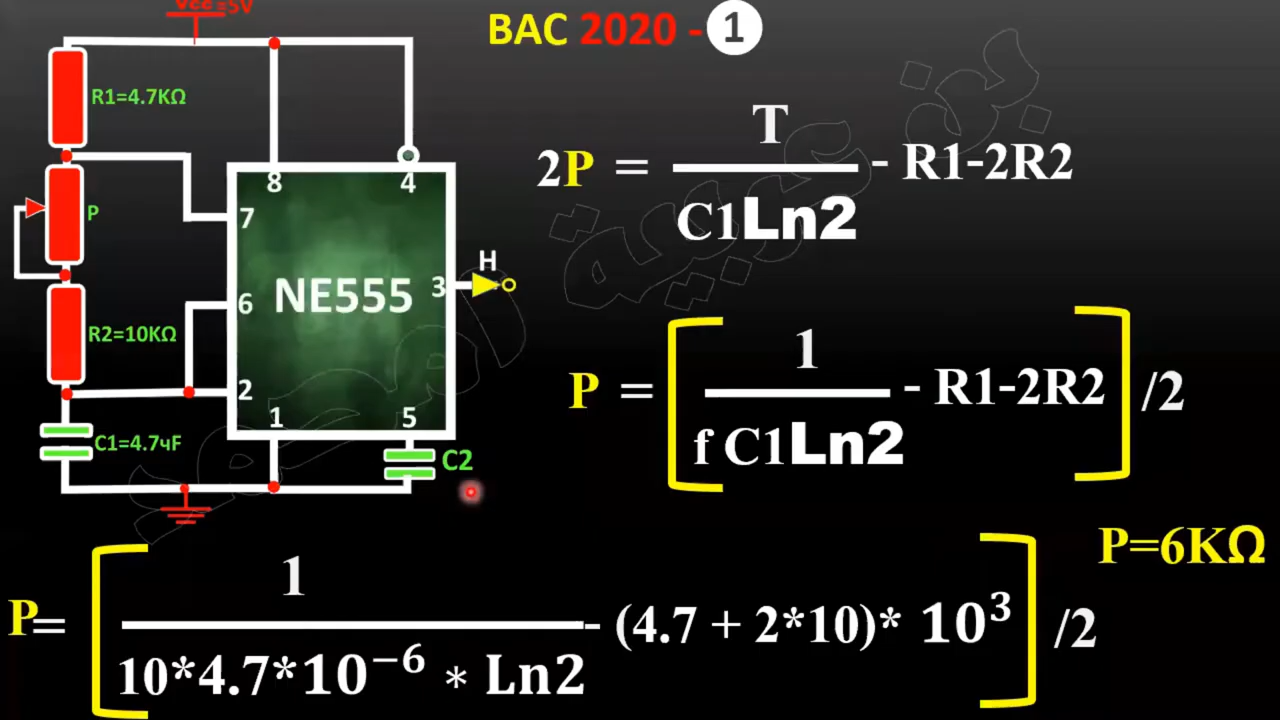 Vcc=5V
BAC 2020 - 1
R1=4.7KΩ
P
R2=10KΩ
C1=4.7чF
8
4
7
6
2
1
5
3
H
NE555
C2
2P = T / C1Ln2 - R1-2R2
P = [ 1 / f C1Ln2 - R1-2R2 ] /2
P=6KΩ
P= [ 1 / 10*4.7*10⁻⁶ * Ln2 - (4.7 + 2*10)* 10³ ] /2